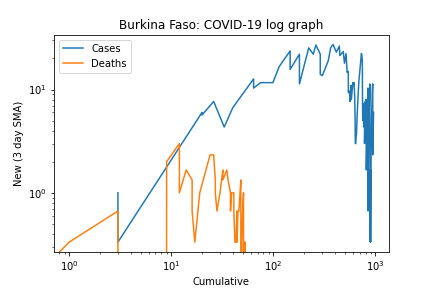 Burkina Faso: COVID-19 log graph
Cases
Deaths
New (3 day SMA)
10¹
10⁰
10⁰
10¹
10²
10³
Cumulative